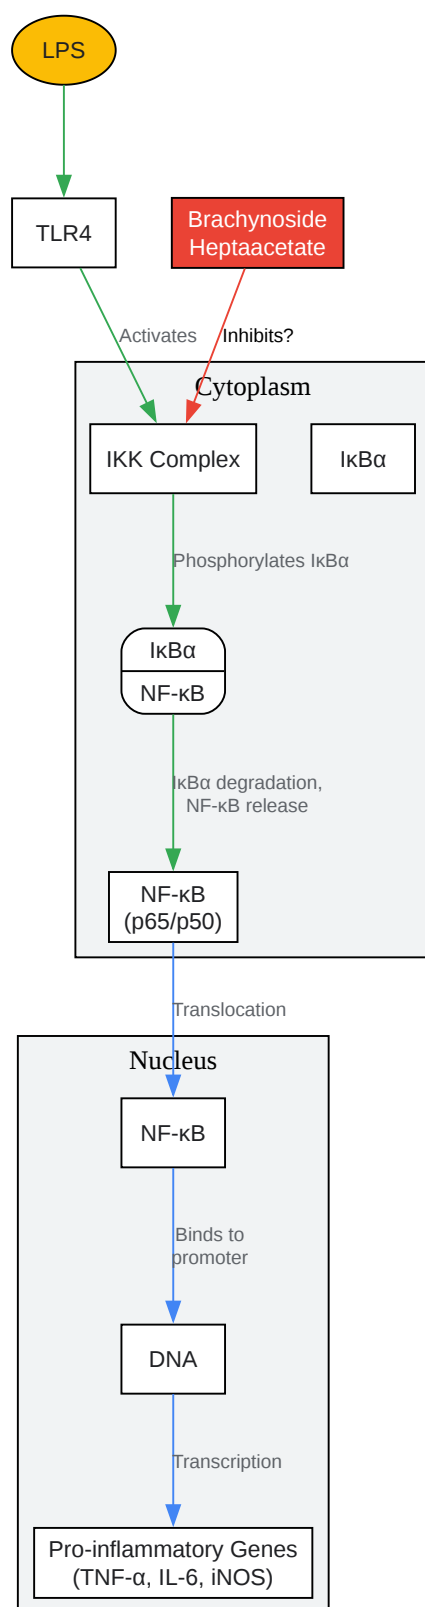 LPS
TLR4
Brachynoside
Heptaacetate
Activates
Inhibits?
Cytoplasm
IKK Complex
IκBα
Phosphorylates IκBα
IκBα
NF-κB
IκBα degradation,
NF-κB release
NF-κB
(p65/p50)
Translocation
Nucleus
NF-κB
Binds to
promoter
DNA
Transcription
Pro-inflammatory Genes
(TNF-α, IL-6, iNOS)